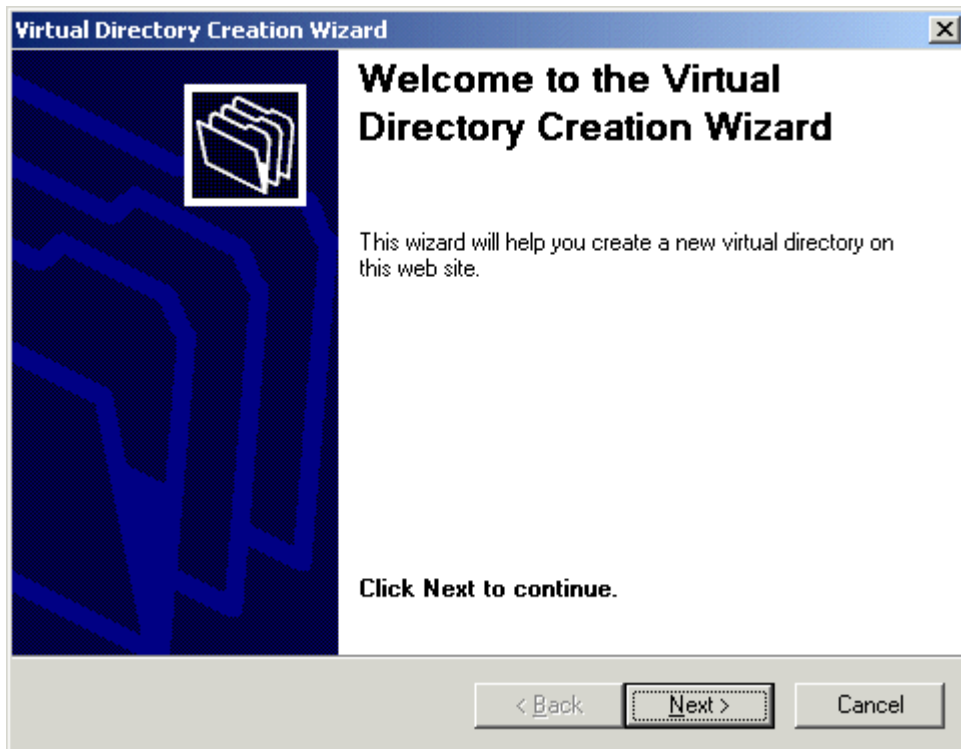 Virtual Directory Creation Wizard
Welcome to the Virtual
Directory Creation Wizard
This wizard will help you create a new virtual directory on
this web site.
Click Next to continue.
< Back
Next >
Cancel